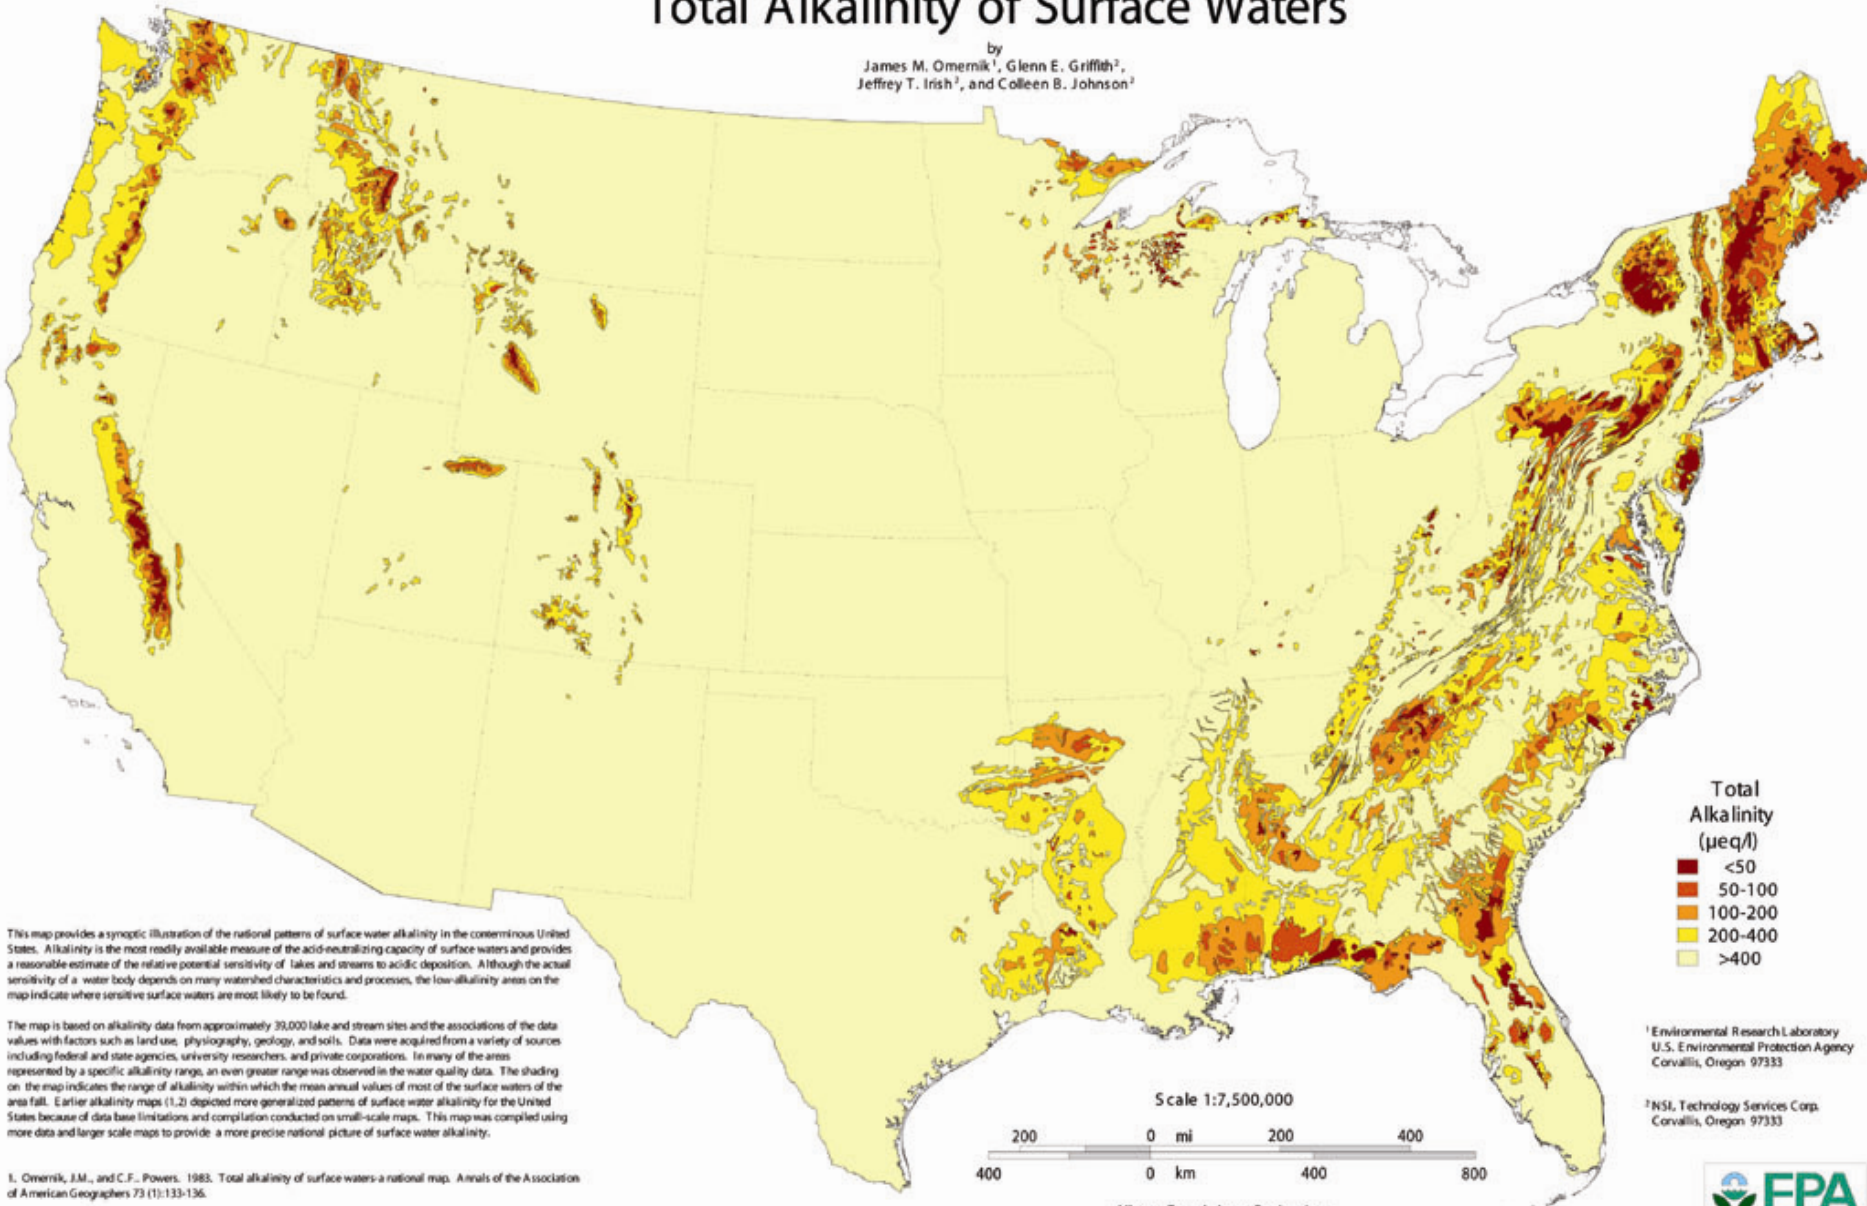 Total Alkalinity of Surface Waters
by
James M. Omernik¹, Glenn E. Griffith²,
Jeffrey T. Irish², and Colleen B. Johnson²
Total
Alkalinity
(µeq/l)
<50
50-100
100-200
200-400
>400
This map provides a synoptic illustration of the national patterns of surface water alkalinity in the conterminous United
States. Alkalinity is the most readily available measure of the acid-neutralizing capacity of surface waters and provides
a reasonable estimate of the relative potential sensitivity of lakes and streams to acidic deposition. Although the actual
sensitivity of a water body depends on many watershed characteristics and processes, the low-alkalinity areas on the
map indicate where sensitive surface waters are most likely to be found.
The map is based on alkalinity data from approximately 39,000 lake and stream sites and the associations of the data
values with factors such as land use, physiography, geology, and soils. Data were acquired from a variety of sources
including federal and state agencies, university researchers, and private corporations. In many of the areas
represented by a specific alkalinity range, an even greater range was observed in the water quality data. The shading
on the map indicates the range of alkalinity within which the mean annual values of most of the surface waters of the
area fall. Earlier alkalinity maps (1,2) depicted more generalized patterns of surface water alkalinity for the United
States because of data base limitations and compilation conducted on small-scale maps. This map was compiled using
more data and larger scale maps to provide a more precise national picture of surface water alkalinity.
1. Omernik, J.M., and C.F.. Powers. 1983. Total alkalinity of surface waters-a national map. Annals of the Association
of American Geographers 73 (1):133-136.
Scale 1:7,500,000
200 0 mi 200 400
400 0 km 400 800
¹ Environmental Research Laboratory
U.S. Environmental Protection Agency
Corvallis, Oregon 97333
² NSI, Technology Services Corp.
Corvallis, Oregon 97333
EPA